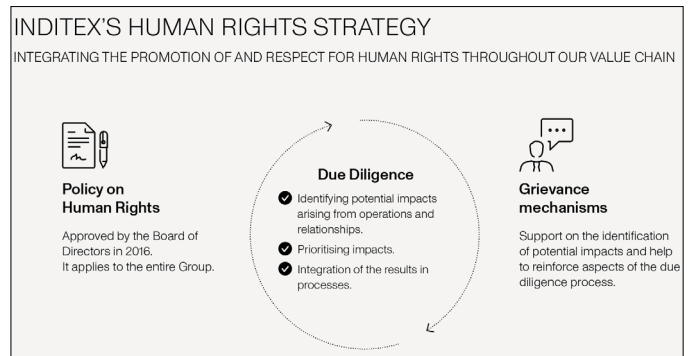 INDITEX'S HUMAN RIGHTS STRATEGY
INTEGRATING THE PROMOTION OF AND RESPECT FOR HUMAN RIGHTS THROUGHOUT OUR VALUE CHAIN
Policy on
Human Rights
Approved by the Board of
Directors in 2016.
It applies to the entire Group.
Due Diligence
Identifying potential impacts
arising from operations and
relationships.
Prioritising impacts.
Integration of the results in
processes.
Grievance
mechanisms
Support on the identification
of potential impacts and help
to reinforce aspects of the due
diligence process.